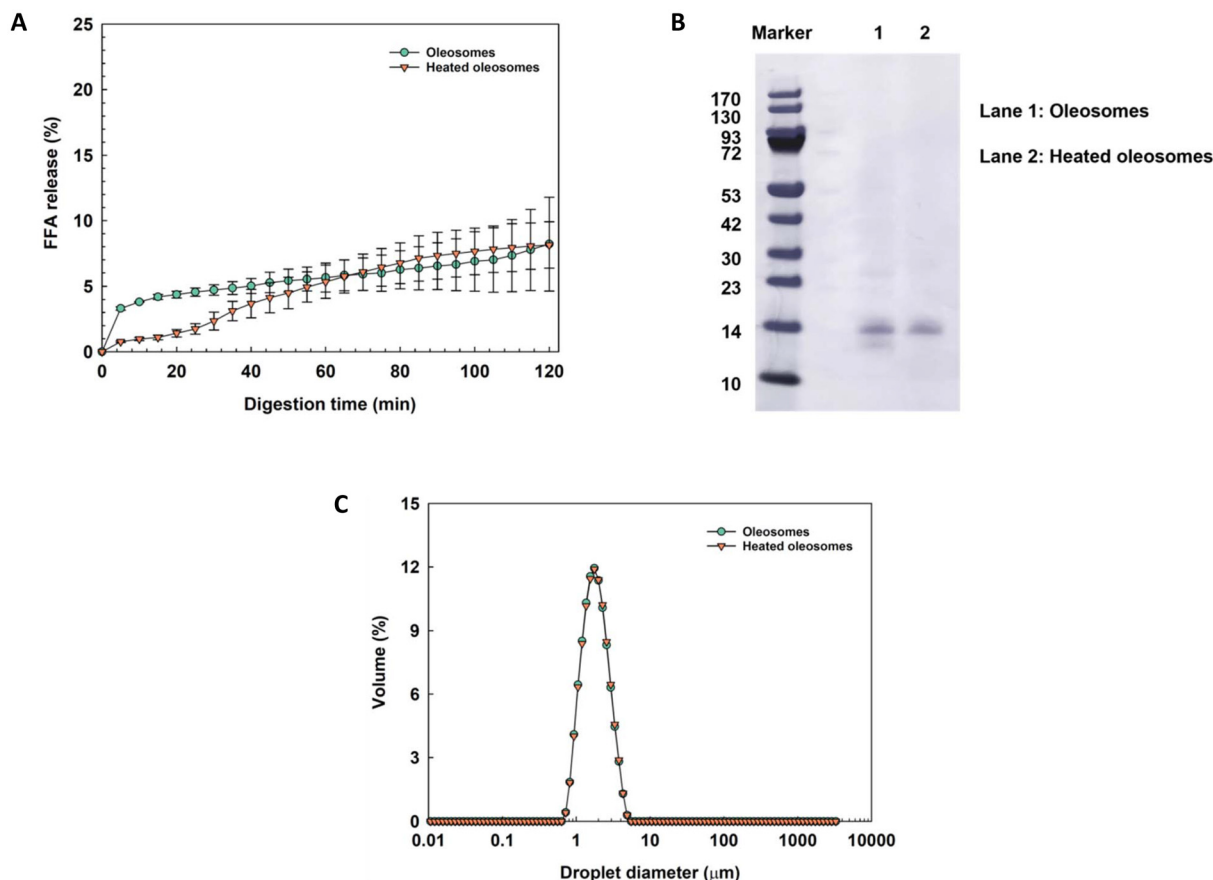 A
25
20
15
10
5
0
FFA release (%)
Oleosomes
Heated oleosomes
0 20 40 60 80 100 120
Digestion time (min)
B
Marker 1 2
170
130
93
72
53
42
30
23
14
10
Lane 1: Oleosomes
Lane 2: Heated oleosomes
C
15
12
9
6
3
0
Volume (%)
Oleosomes
Heated oleosomes
0.01 0.1 1 10 100 1000 10000
Droplet diameter (μm)